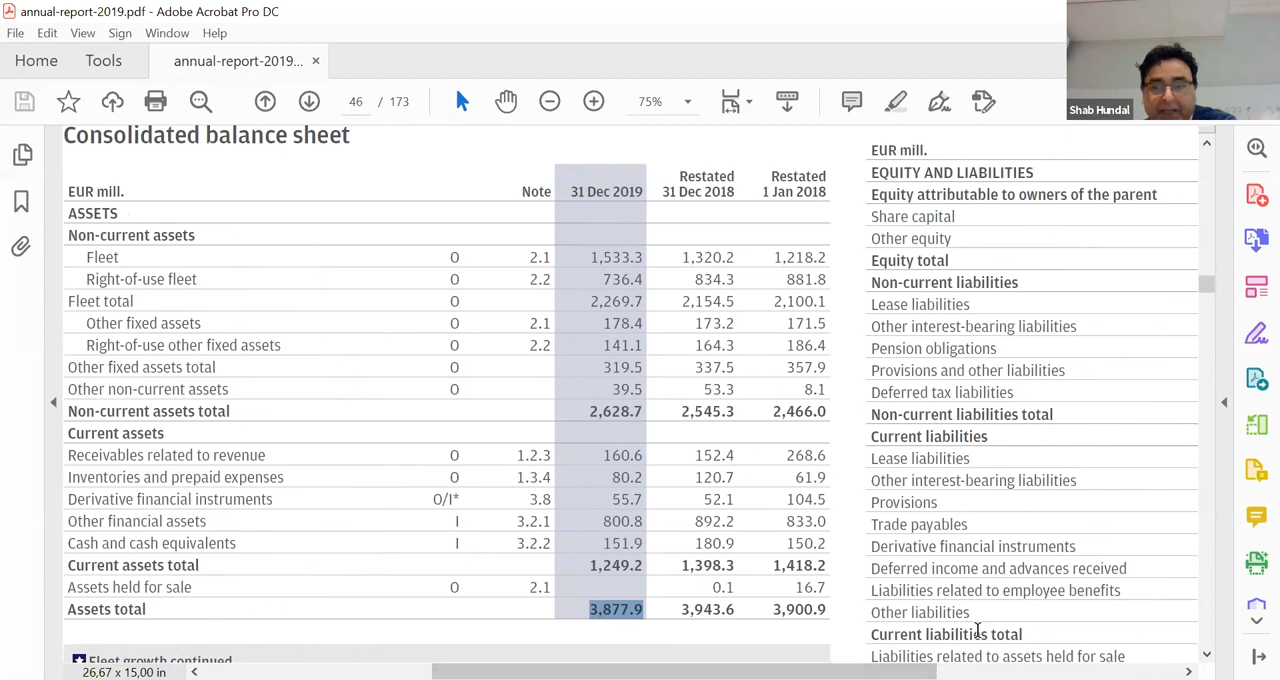 annual-report-2019.pdf - Adobe Acrobat Pro DC
File Edit View Sign Window Help
Home Tools annual-report-2019... ×
46 / 173 75%
Shab Hundal
Consolidated balance sheet
EUR mill. Note 31 Dec 2019 Restated 31 Dec 2018 Restated 1 Jan 2018
ASSETS
Non-current assets
Fleet O 2.1 1,533.3 1,320.2 1,218.2
Right-of-use fleet O 2.2 736.4 834.3 881.8
Fleet total O 2,269.7 2,154.5 2,100.1
Other fixed assets O 2.1 178.4 173.2 171.5
Right-of-use other fixed assets O 2.2 141.1 164.3 186.4
Other fixed assets total O 319.5 337.5 357.9
Other non-current assets O 39.5 53.3 8.1
Non-current assets total 2,628.7 2,545.3 2,466.0
Current assets
Receivables related to revenue O 1.2.3 160.6 152.4 268.6
Inventories and prepaid expenses O 1.3.4 80.2 120.7 61.9
Derivative financial instruments O/I* 3.8 55.7 52.1 104.5
Other financial assets I 3.2.1 800.8 892.2 833.0
Cash and cash equivalents I 3.2.2 151.9 180.9 150.2
Current assets total 1,249.2 1,398.3 1,418.2
Assets held for sale O 2.1 0.1 16.7
Assets total 3,877.9 3,943.6 3,900.9
Fleet growth continued
26,67 x 15,00 in
EUR mill.
EQUITY AND LIABILITIES
Equity attributable to owners of the parent
Share capital
Other equity
Equity total
Non-current liabilities
Lease liabilities
Other interest-bearing liabilities
Pension obligations
Provisions and other liabilities
Deferred tax liabilities
Non-current liabilities total
Current liabilities
Lease liabilities
Other interest-bearing liabilities
Provisions
Trade payables
Derivative financial instruments
Deferred income and advances received
Liabilities related to employee benefits
Other liabilities
Current liabilities total
Liabilities related to assets held for sale